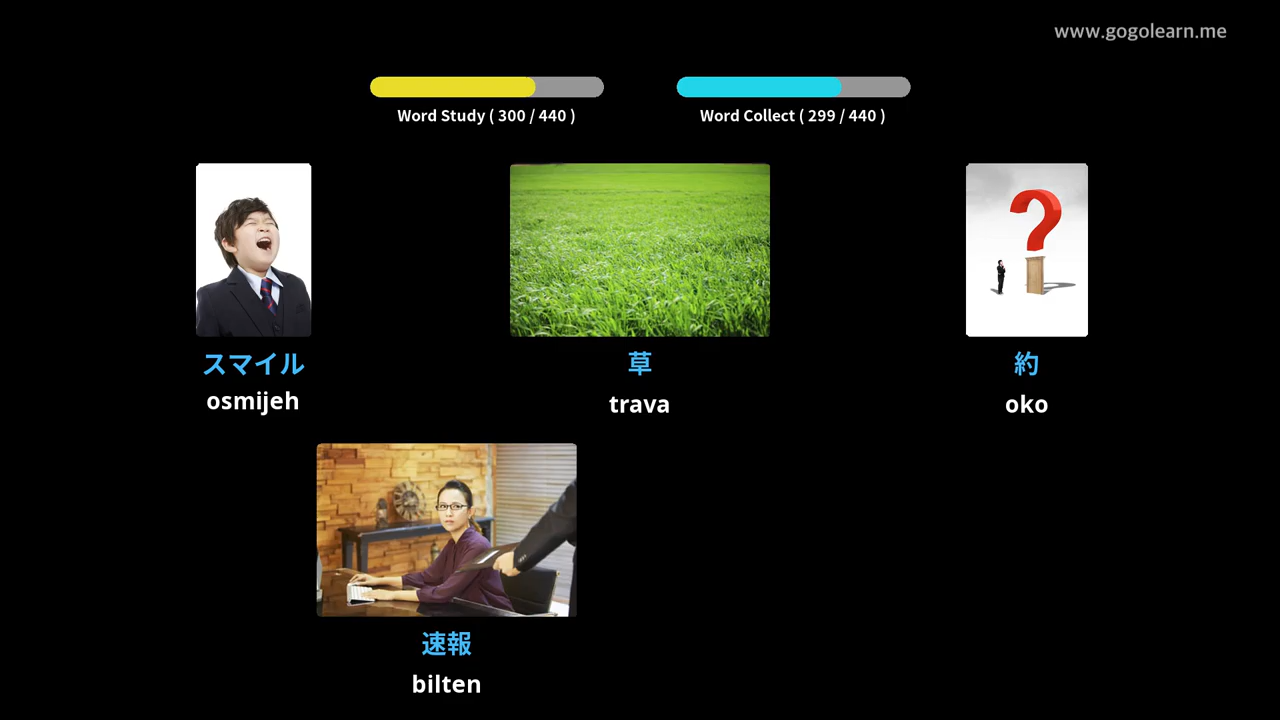 www.gogolearn.me
Word Study ( 300 / 440 )
Word Collect ( 299 / 440 )
スマイル
osmijeh
草
trava
約
oko
速報
bilten